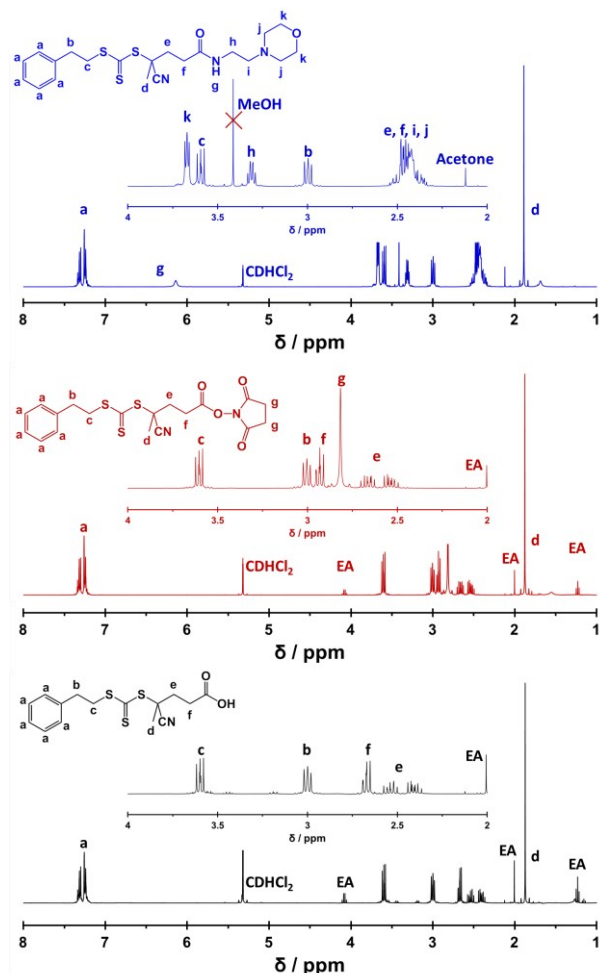 k
b e j
S S O h N O
a a c S CN f N H i k
a a d g j
a
MeOH
k e, f, i, j
c
h b
Acetone
a 4 3.5 3 2.5 2 d
δ / ppm
g
CDHCl₂
8 7 6 5 4 3 2 1
δ / ppm
b e O O
S S O N g
a a c S CN f g
a a d O
a
g
c b f
e EA
a 4 3.5 3 2.5 2
δ / ppm d
CDHCl₂ EA EA EA
8 7 6 5 4 3 2 1
δ / ppm
b e O
S S OH
a a c S CN f
a a d
a
c b f
e EA
a 4 3.5 3 2.5 2
δ / ppm
d
CDHCl₂ EA EA EA
8 7 6 5 4 3 2 1
δ / ppm